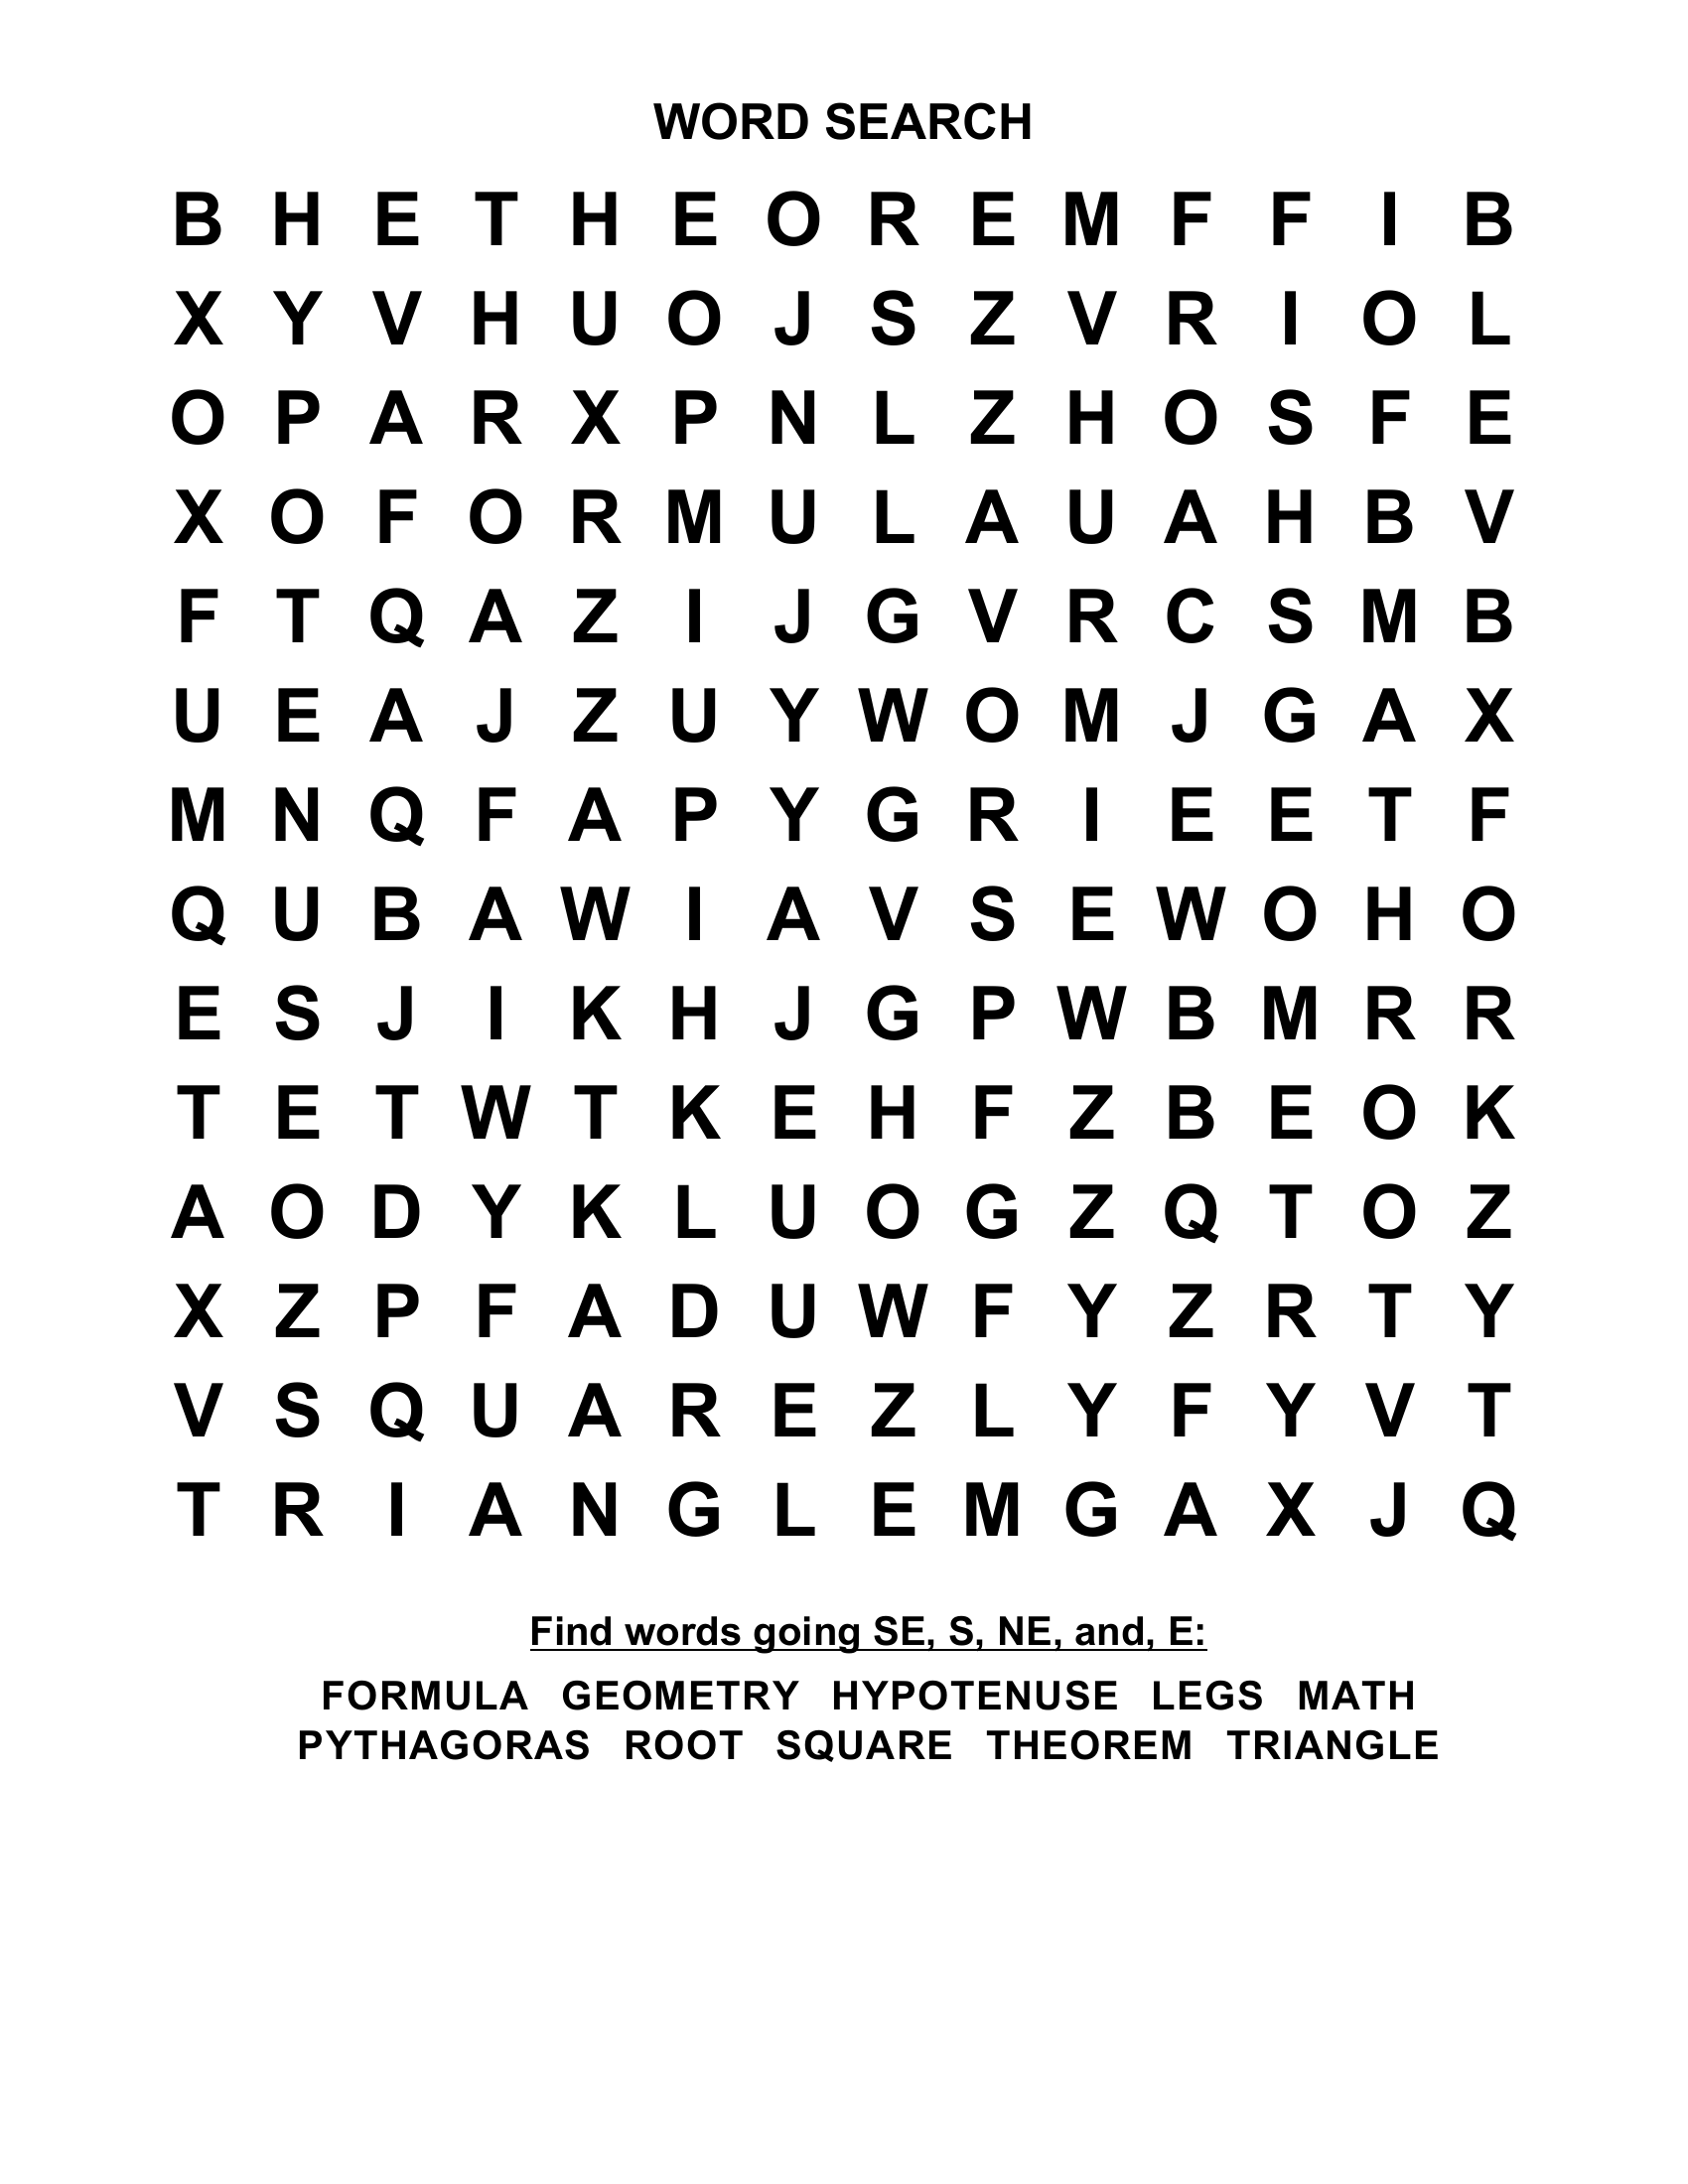 WORD SEARCH
B H E T H E O R E M F F I B
X Y V H U O J S Z V R I O L
O P A R X P N L Z H O S F E
X O F O R M U L A U A H B V
F T Q A Z I J G V R C S M B
U E A J Z U Y W O M J G A X
M N Q F A P Y G R I E E T F
Q U B A W I A V S E W O H O
E S J I K H J G P W B M R R
T E T W T K E H F Z B E O K
A O D Y K L U O G Z Q T O Z
X Z P F A D U W F Y Z R T Y
V S Q U A R E Z L Y F Y V T
T R I A N G L E M G A X J Q
Find words going SE, S, NE, and, E:
FORMULA GEOMETRY HYPOTENUSE LEGS MATH
PYTHAGORAS ROOT SQUARE THEOREM TRIANGLE